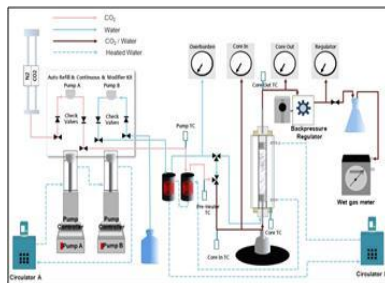 CO₂
Water
CO₂ / Water
Heated Water
Overburden
Core In
Core Out
Regulator
N2
CO2
Auto Refill & Continuous & Modifier Kit
Pump A
Pump B
Check Valves
Check Valves
Pump TC
Core Out TC
Backpressure Regulator
Wet gas meter
Pre-Heater TC
Pump Controller
Pump Controller
Pump A
Pump B
Core TC
Core In TC
Circulator A
Circulator